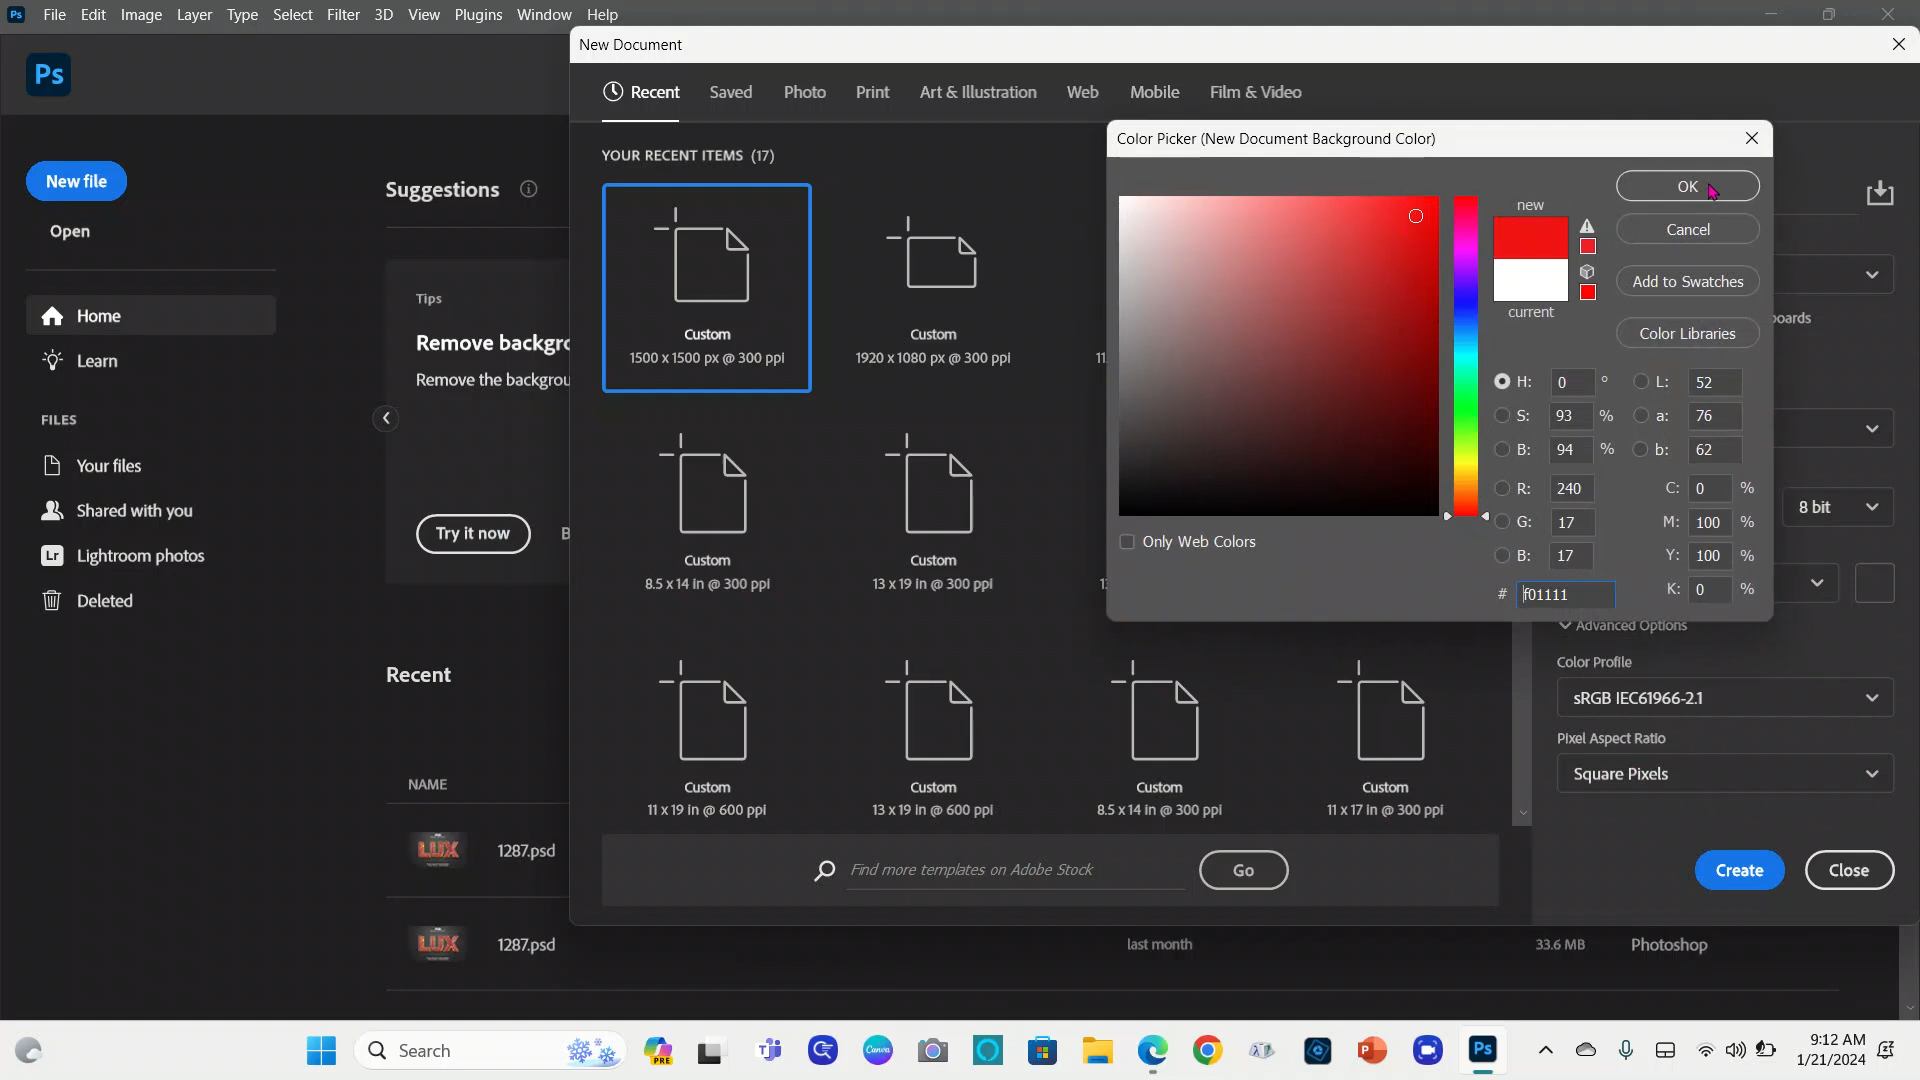 Ps File Edit Image Layer Type Select Filter 3D View Plugins Window Help
New Document
Ps
Recent Saved Photo Print Art & Illustration Web Mobile Film & Video
Color Picker (New Document Background Color)
New file
Open
Home
Learn
FILES
Your files
Shared with you
Lr Lightroom photos
Deleted
Suggestions
Tips
Remove backgro
Remove the backgrou
Try it now B
Recent
NAME
LUX 1287.psd
LUX 1287.psd last month 33.6 MB Photoshop
YOUR RECENT ITEMS (17)
Custom
1500 x 1500 px @ 300 ppi
Custom
1920 x 1080 px @ 300 ppi
11
Custom
8.5 x 14 in @ 300 ppi
Custom
13 x 19 in @ 300 ppi
Custom
11 x 19 in @ 600 ppi
Custom
13 x 19 in @ 600 ppi
Custom
8.5 x 14 in @ 300 ppi
Custom
11 x 17 in @ 300 ppi
Find more templates on Adobe Stock Go
new
current
OK
Cancel
Add to Swatches
Color Libraries
H: 0 ° L: 52
S: 93 % a: 76
B: 94 % b: 62
R: 240 C: 0 %
G: 17 M: 100 %
B: 17 Y: 100 %
# f01111 K: 0 %
Only Web Colors
boards
8 bit
Advanced Options
Color Profile
sRGB IEC61966-2.1
Pixel Aspect Ratio
Square Pixels
Create Close
Search
PRE
Canva
Ps
9:12 AM
1/21/2024